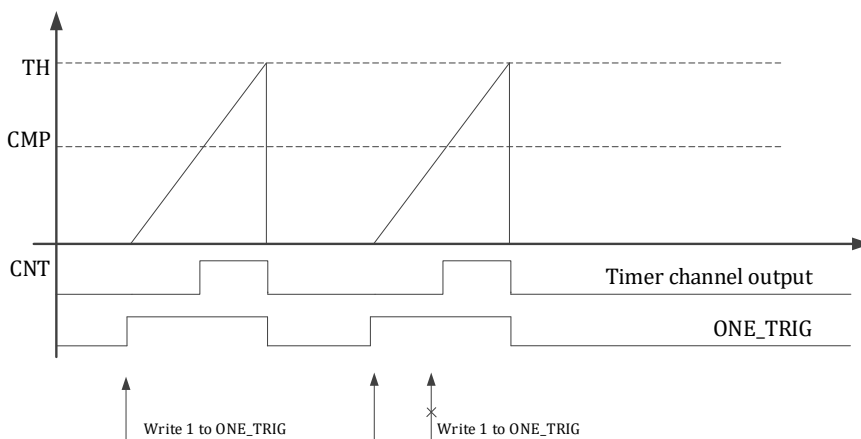 TH
CMP
CNT
Timer channel output
ONE_TRIG
Write 1 to ONE_TRIG
Write 1 to ONE_TRIG